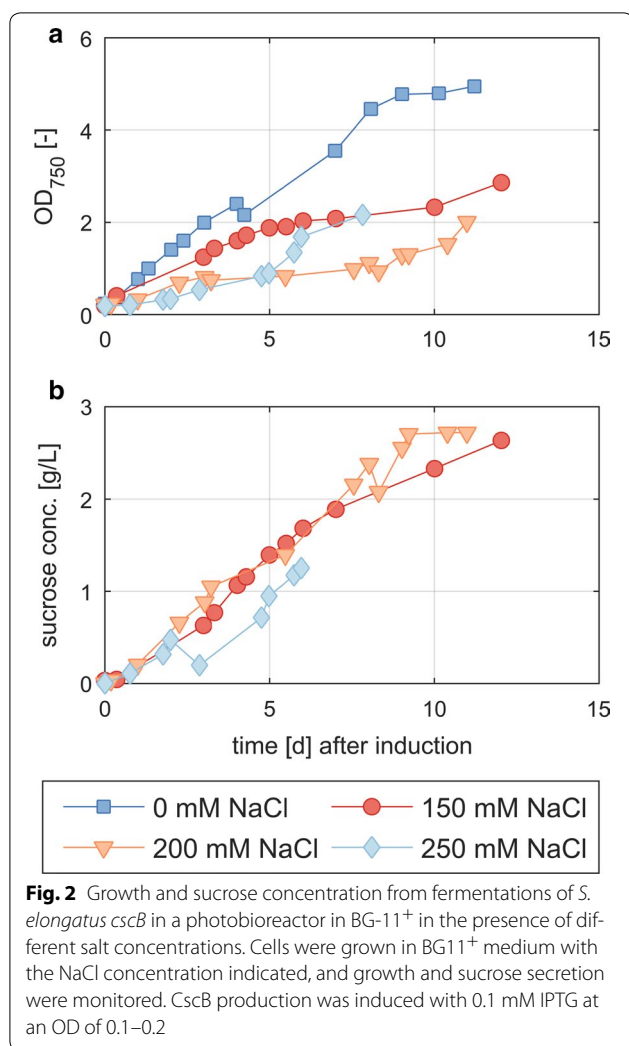 a
6
4
2
0
OD750 [-]
0 5 10 15
b
3
2
1
0
sucrose conc. [g/L]
0 5 10 15
time [d] after induction
0 mM NaCl 150 mM NaCl
200 mM NaCl 250 mM NaCl
Fig. 2 Growth and sucrose concentration from fermentations of S.
elongatus cscB in a photobioreactor in BG-11+ in the presence of dif-
ferent salt concentrations. Cells were grown in BG11+ medium with
the NaCl concentration indicated, and growth and sucrose secretion
were monitored. CscB production was induced with 0.1 mM IPTG at
an OD of 0.1–0.2